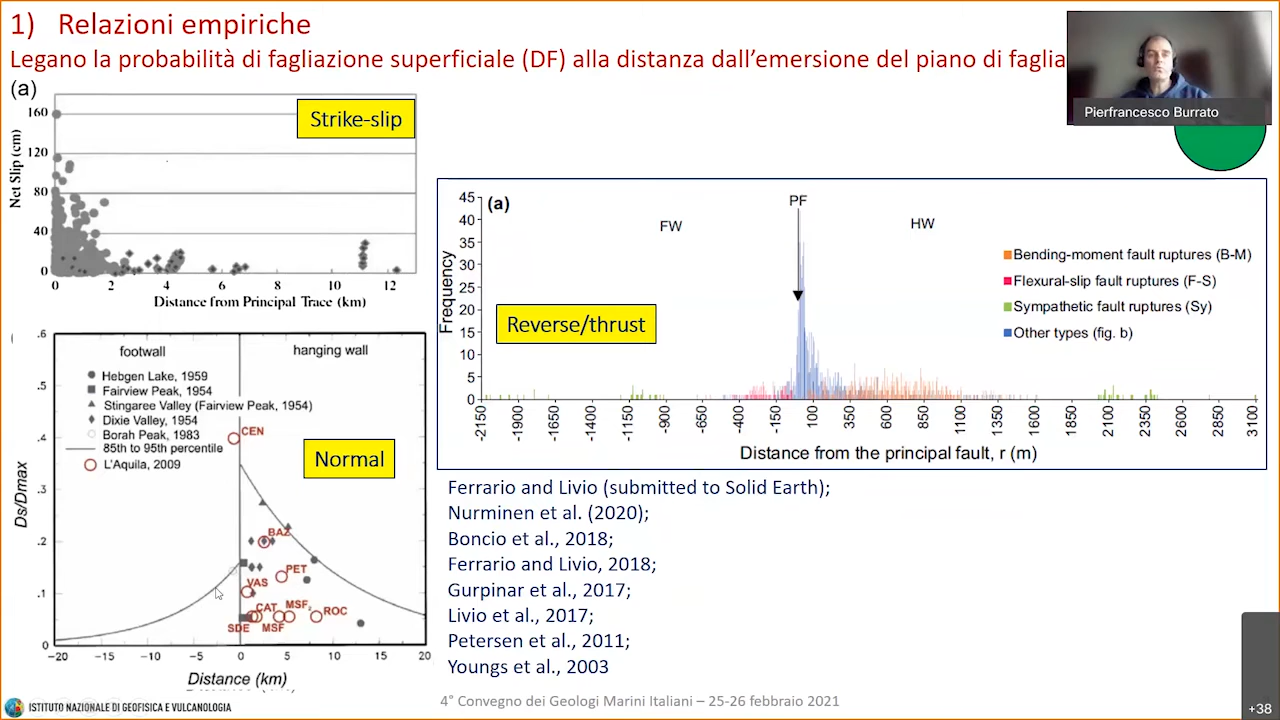 1) Relazioni empiriche
Legano la probabilità di fagliazione superficiale (DF) alla distanza dall'emersione del piano di faglia
Pierfrancesco Burrato
(a)
Strike-slip
Net Slip (cm)
160
120
80
40
0
0 2 4 6 8 10 12
Distance from Principal Trace (km)
(a)
PF
FW
HW
Frequency
45
40
35
30
25
20
15
10
5
0
Reverse/thrust
Bending-moment fault ruptures (B-M)
Flexural-slip fault ruptures (F-S)
Sympathetic fault ruptures (Sy)
Other types (fig. b)
-2150 -1900 -1650 -1400 -1150 -900 -650 -400 -150 100 350 600 850 1100 1350 1600 1850 2100 2350 2600 2850 3100
Distance from the principal fault, r (m)
footwall
hanging wall
Hebgen Lake, 1959
Fairview Peak, 1954
Stingaree Valley (Fairview Peak, 1954)
Dixie Valley, 1954
Borah Peak, 1983
85th to 95th percentile
L'Aquila, 2009
Normal
Ds/Dmax
.6
.5
.4
.3
.2
.1
0
CEN
BAZ
PET
VAS
CAT
MSF2
ROC
SDE
MSF
-20 -15 -10 -5 0 5 10 15 20
Distance (km)
Ferrario and Livio (submitted to Solid Earth);
Nurminen et al. (2020);
Boncio et al., 2018;
Ferrario and Livio, 2018;
Gurpinar et al., 2017;
Livio et al., 2017;
Petersen et al., 2011;
Youngs et al., 2003
ISTITUTO NAZIONALE DI GEOFISICA E VULCANOLOGIA
4° Convegno dei Geologi Marini Italiani – 25-26 febbraio 2021
+38